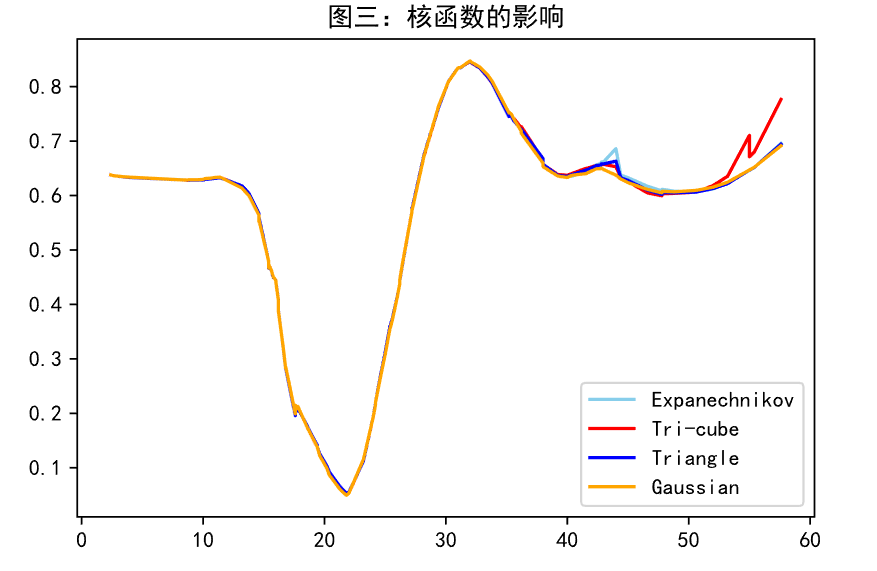 图三：核函数的影响
0.8
0.7
0.6
0.5
0.4
0.3
0.2
0.1
0 10 20 30 40 50 60
Expanechnikov
Tri-cube
Triangle
Gaussian